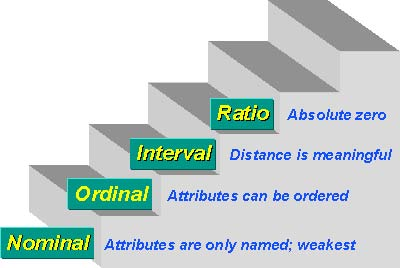 Ratio Absolute zero
Interval Distance is meaningful
Ordinal Attributes can be ordered
Nominal Attributes are only named; weakest